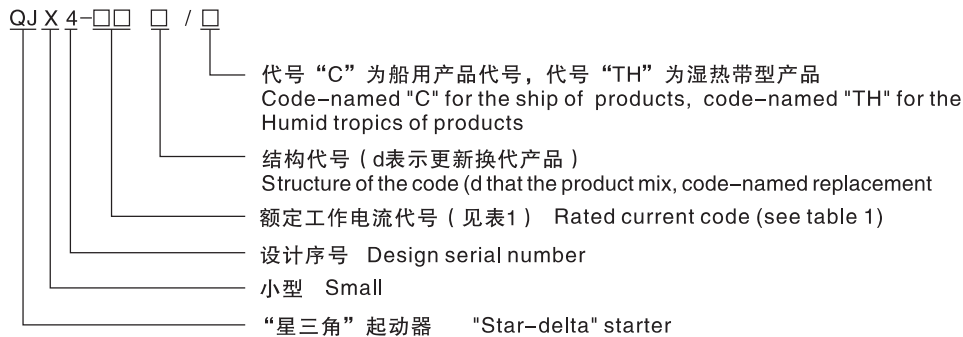 QJ X 4-□□ □ / □
代号“C”为船用产品代号，代号“TH”为湿热带型产品
Code-named "C" for the ship of products, code-named "TH" for the
Humid tropics of products
结构代号（d表示更新换代产品）
Structure of the code (d that the product mix, code-named replacement
额定工作电流代号（见表1） Rated current code (see table 1)
设计序号 Design serial number
小型 Small
“星三角”起动器 "Star-delta" starter